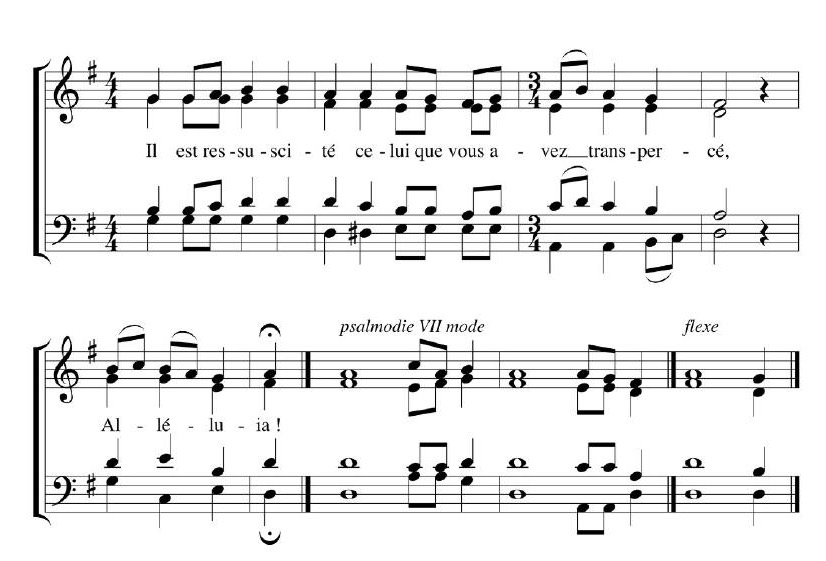 Il est res - su - sci - té ce - lui que vous a - vez trans - per - cé,
psalmodie VII mode flexe
Al - lé - lu - ia !